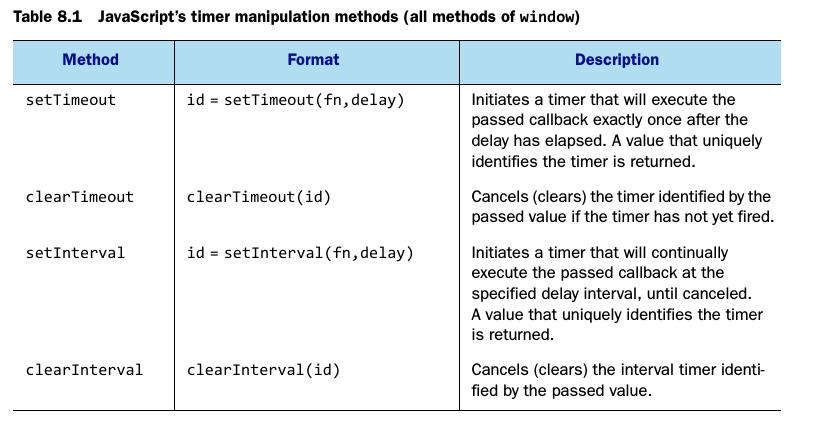 Table 8.1 JavaScript's timer manipulation methods (all methods of window)
Method Format Description
setTimeout id = setTimeout(fn,delay) Initiates a timer that will execute the
passed callback exactly once after the
delay has elapsed. A value that uniquely
identifies the timer is returned.
clearTimeout clearTimeout(id) Cancels (clears) the timer identified by the
passed value if the timer has not yet fired.
setInterval id = setInterval(fn,delay) Initiates a timer that will continually
execute the passed callback at the
specified delay interval, until canceled.
A value that uniquely identifies the timer
is returned.
clearInterval clearInterval(id) Cancels (clears) the interval timer identi-
fied by the passed value.